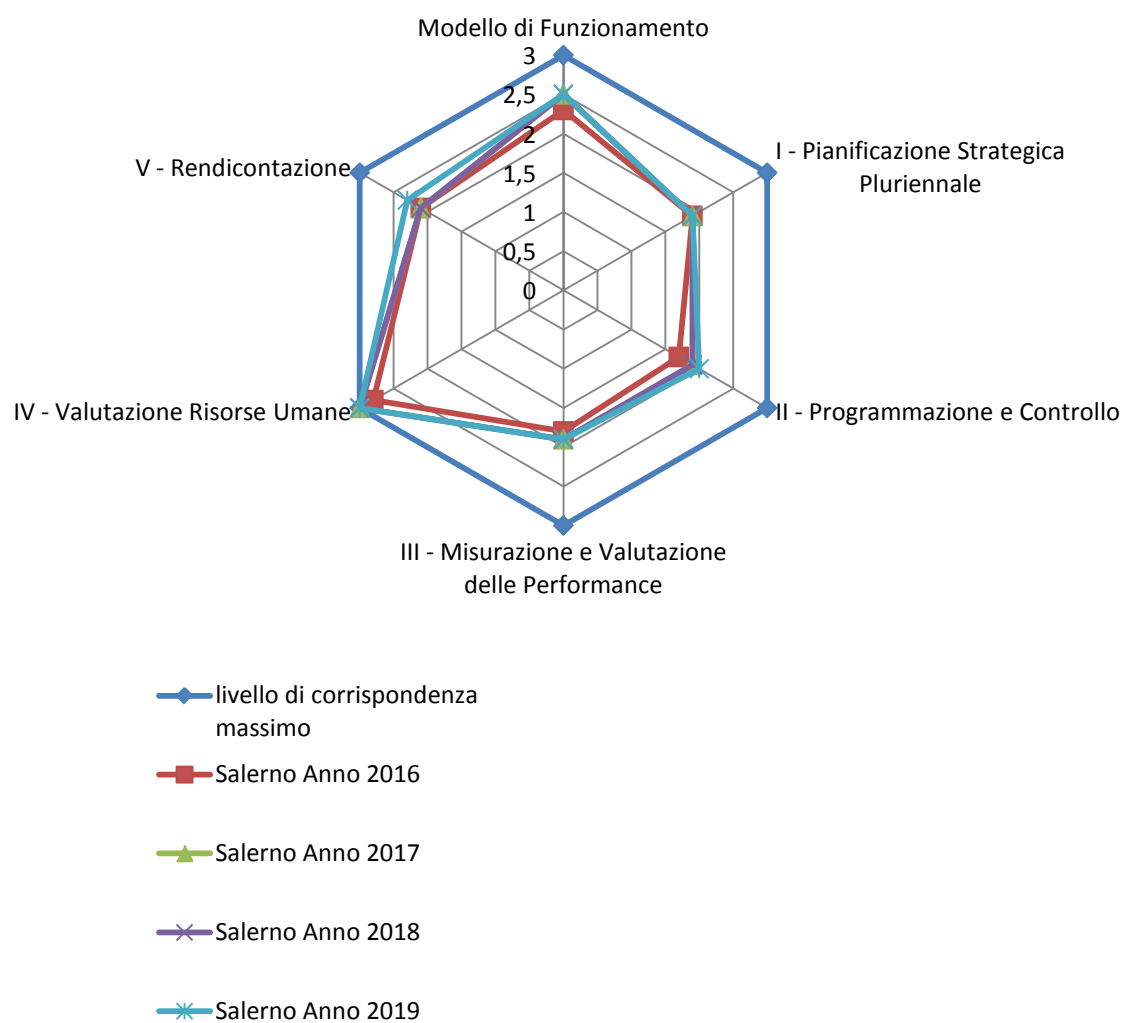 Modello di Funzionamento
3
2,5
2
1,5
1
0,5
0
I - Pianificazione Strategica
Pluriennale
II - Programmazione e Controllo
III - Misurazione e Valutazione
delle Performance
IV - Valutazione Risorse Umane
V - Rendicontazione
livello di corrispondenza
massimo
Salerno Anno 2016
Salerno Anno 2017
Salerno Anno 2018
Salerno Anno 2019